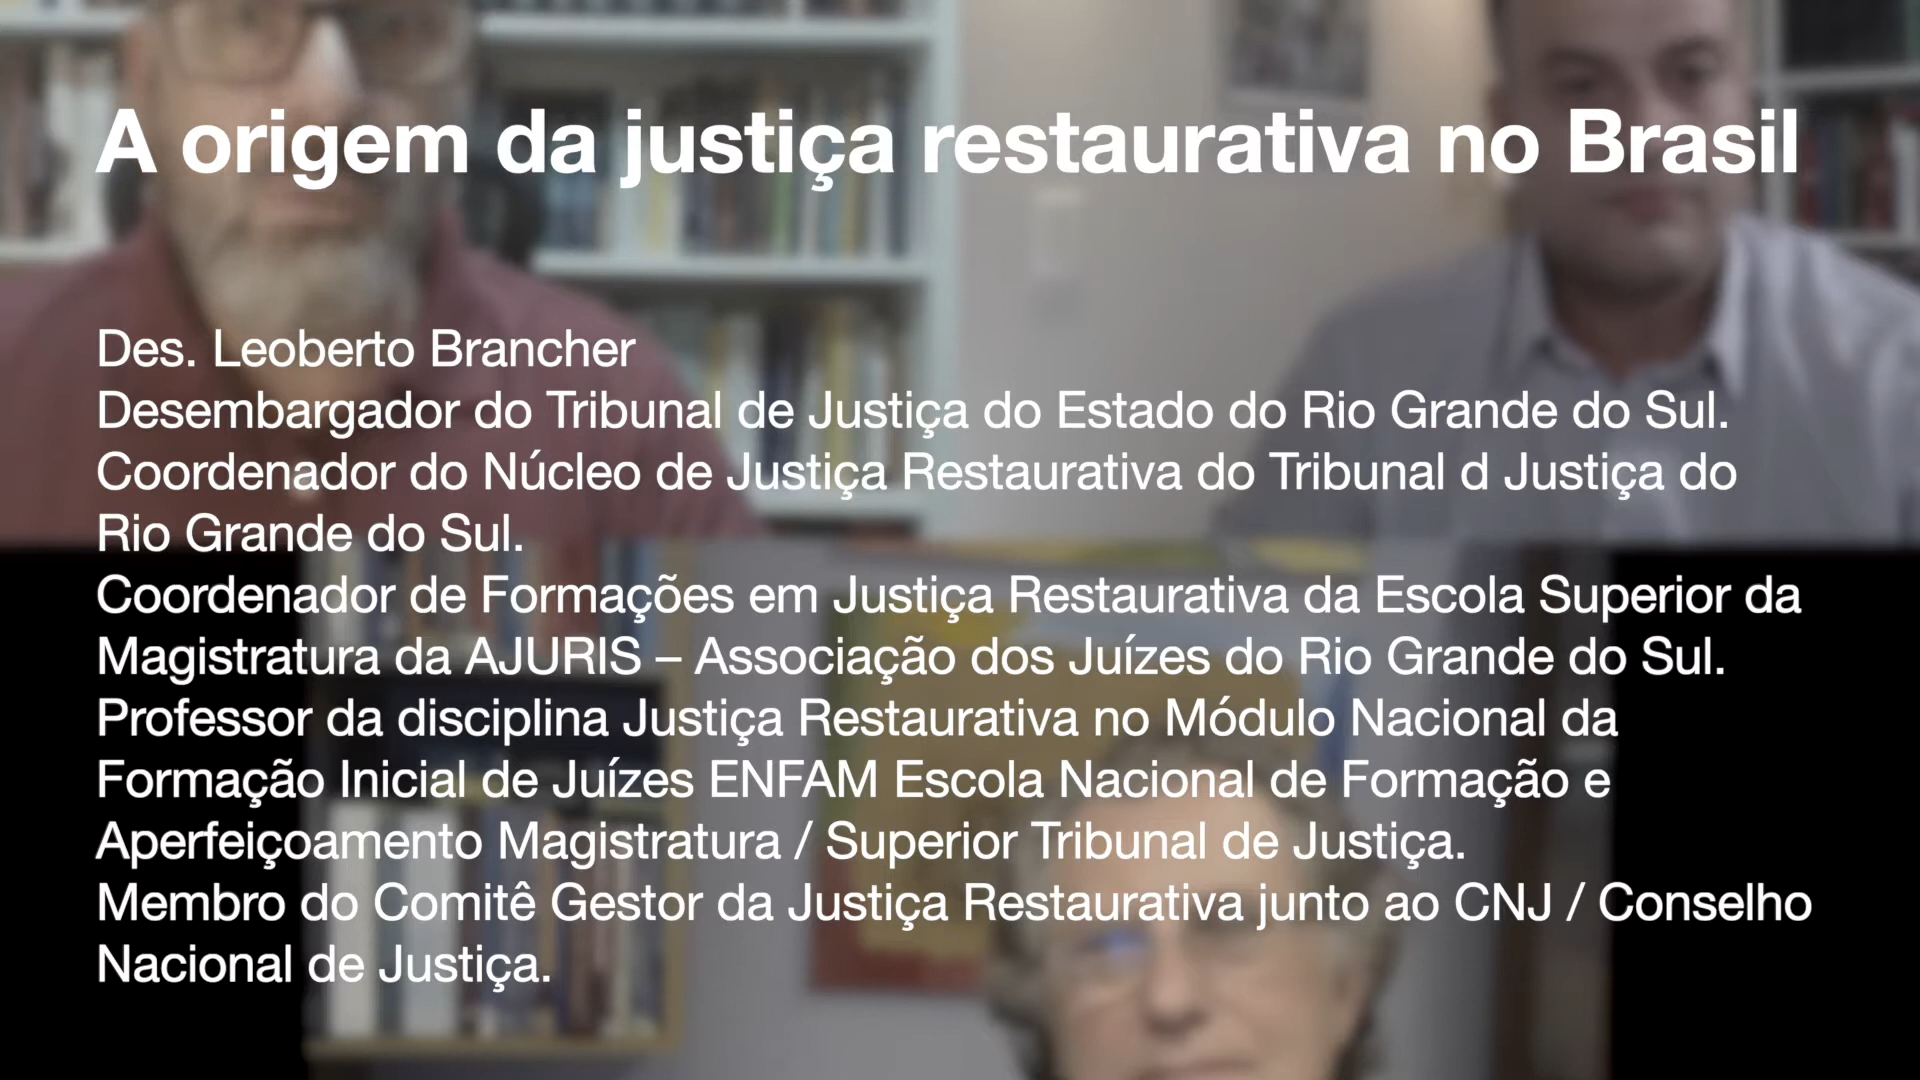 A origem da justiça restaurativa no Brasil
Des. Leoberto Brancher
Desembargador do Tribunal de Justiça do Estado do Rio Grande do Sul.
Coordenador do Núcleo de Justiça Restaurativa do Tribunal d Justiça do
Rio Grande do Sul.
Coordenador de Formações em Justiça Restaurativa da Escola Superior da
Magistratura da AJURIS – Associação dos Juízes do Rio Grande do Sul.
Professor da disciplina Justiça Restaurativa no Módulo Nacional da
Formação Inicial de Juízes ENFAM Escola Nacional de Formação e
Aperfeiçoamento Magistratura / Superior Tribunal de Justiça.
Membro do Comitê Gestor da Justiça Restaurativa junto ao CNJ / Conselho
Nacional de Justiça.